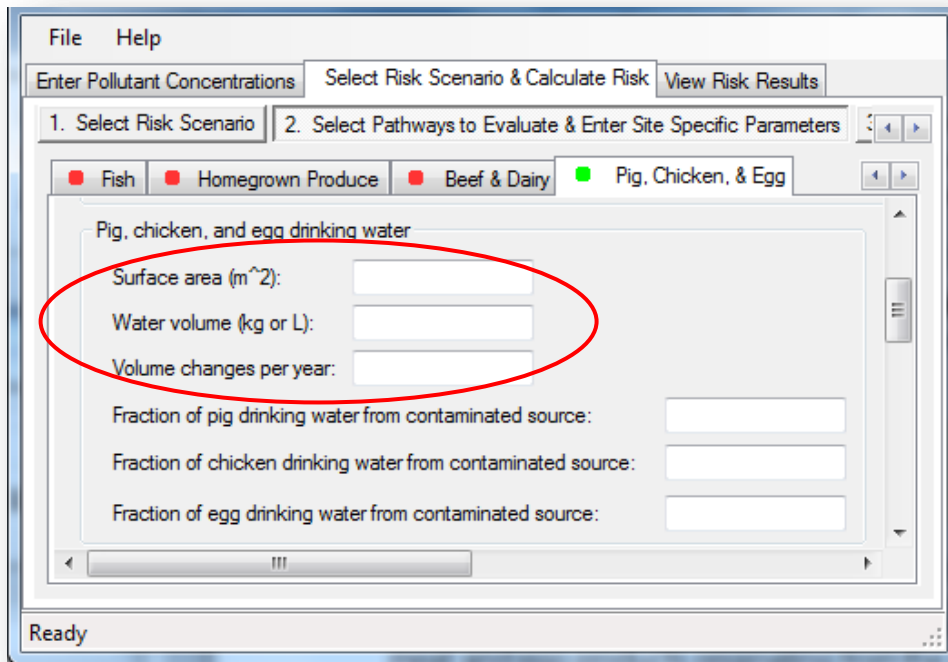 File Help
Enter Pollutant Concentrations Select Risk Scenario & Calculate Risk View Risk Results
1. Select Risk Scenario 2. Select Pathways to Evaluate & Enter Site Specific Parameters
Fish Homegrown Produce Beef & Dairy Pig, Chicken, & Egg
Pig, chicken, and egg drinking water
Surface area (m^2):
Water volume (kg or L):
Volume changes per year:
Fraction of pig drinking water from contaminated source:
Fraction of chicken drinking water from contaminated source:
Fraction of egg drinking water from contaminated source:
Ready